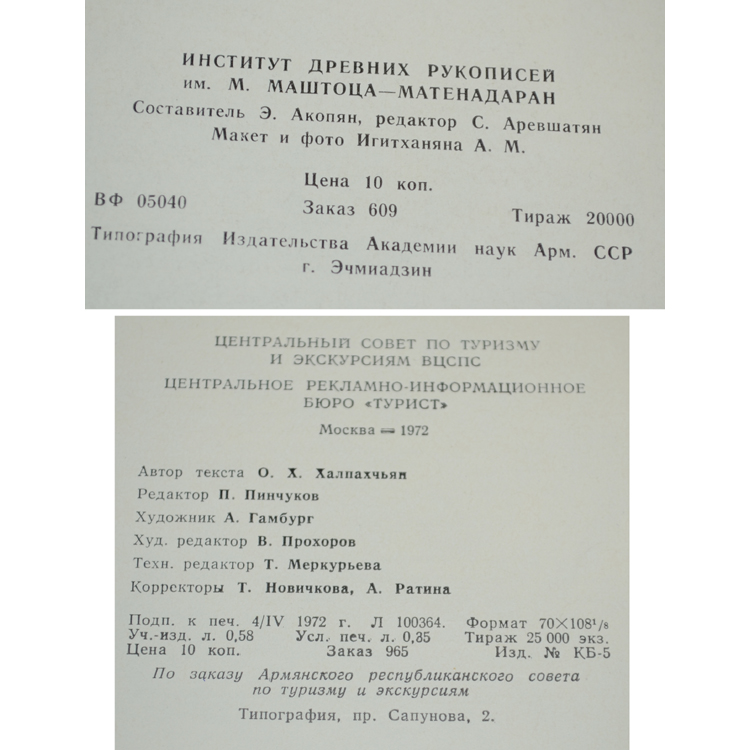 ИНСТИТУТ ДРЕВНИХ РУКОПИСЕЙ
им. М. МАШТОЦА—МАТЕНАДАРАН
Составитель Э. Акопян, редактор С. Аревшатян
Макет и фото Игитханяна А. М.
Цена 10 коп.
ВФ 05040 Заказ 609 Тираж 20000
Типография Издательства Академии наук Арм. ССР
г. Эчмиадзин
ЦЕНТРАЛЬНЫЙ СОВЕТ ПО ТУРИЗМУ
И ЭКСКУРСИЯМ ВЦСПС
ЦЕНТРАЛЬНОЕ РЕКЛАМНО-ИНФОРМАЦИОННОЕ
БЮРО «ТУРИСТ»
Москва — 1972
Автор текста О. Х. Халпахчьян
Редактор П. Пинчуков
Художник А. Гамбург
Худ. редактор В. Прохоров
Техн. редактор Т. Меркурьева
Корректоры Т. Новичкова, А. Ратина
Подп. к печ. 4/IV 1972 г. Л 100364. Формат 70×108¹/₈
Уч.-изд. л. 0,58 Усл. печ. л. 0,35 Тираж 25 000 экз.
Цена 10 коп. Заказ 965 Изд. № КБ-5
По заказу Армянского республиканского совета
по туризму и экскурсиям
Типография, пр. Сапунова, 2.